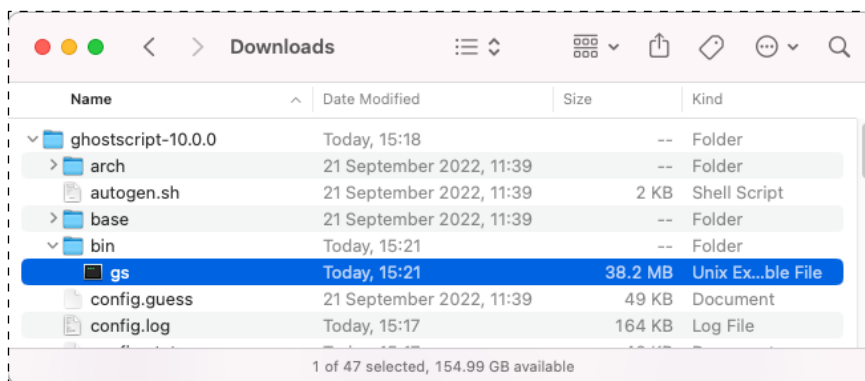 Downloads
Name Date Modified Size Kind
ghostscript-10.0.0 Today, 15:18 -- Folder
arch 21 September 2022, 11:39 -- Folder
autogen.sh 21 September 2022, 11:39 2 KB Shell Script
base 21 September 2022, 11:39 -- Folder
bin Today, 15:21 -- Folder
gs Today, 15:21 38.2 MB Unix Ex...ble File
config.guess 21 September 2022, 11:39 49 KB Document
config.log Today, 15:17 164 KB Log File
1 of 47 selected, 154.99 GB available